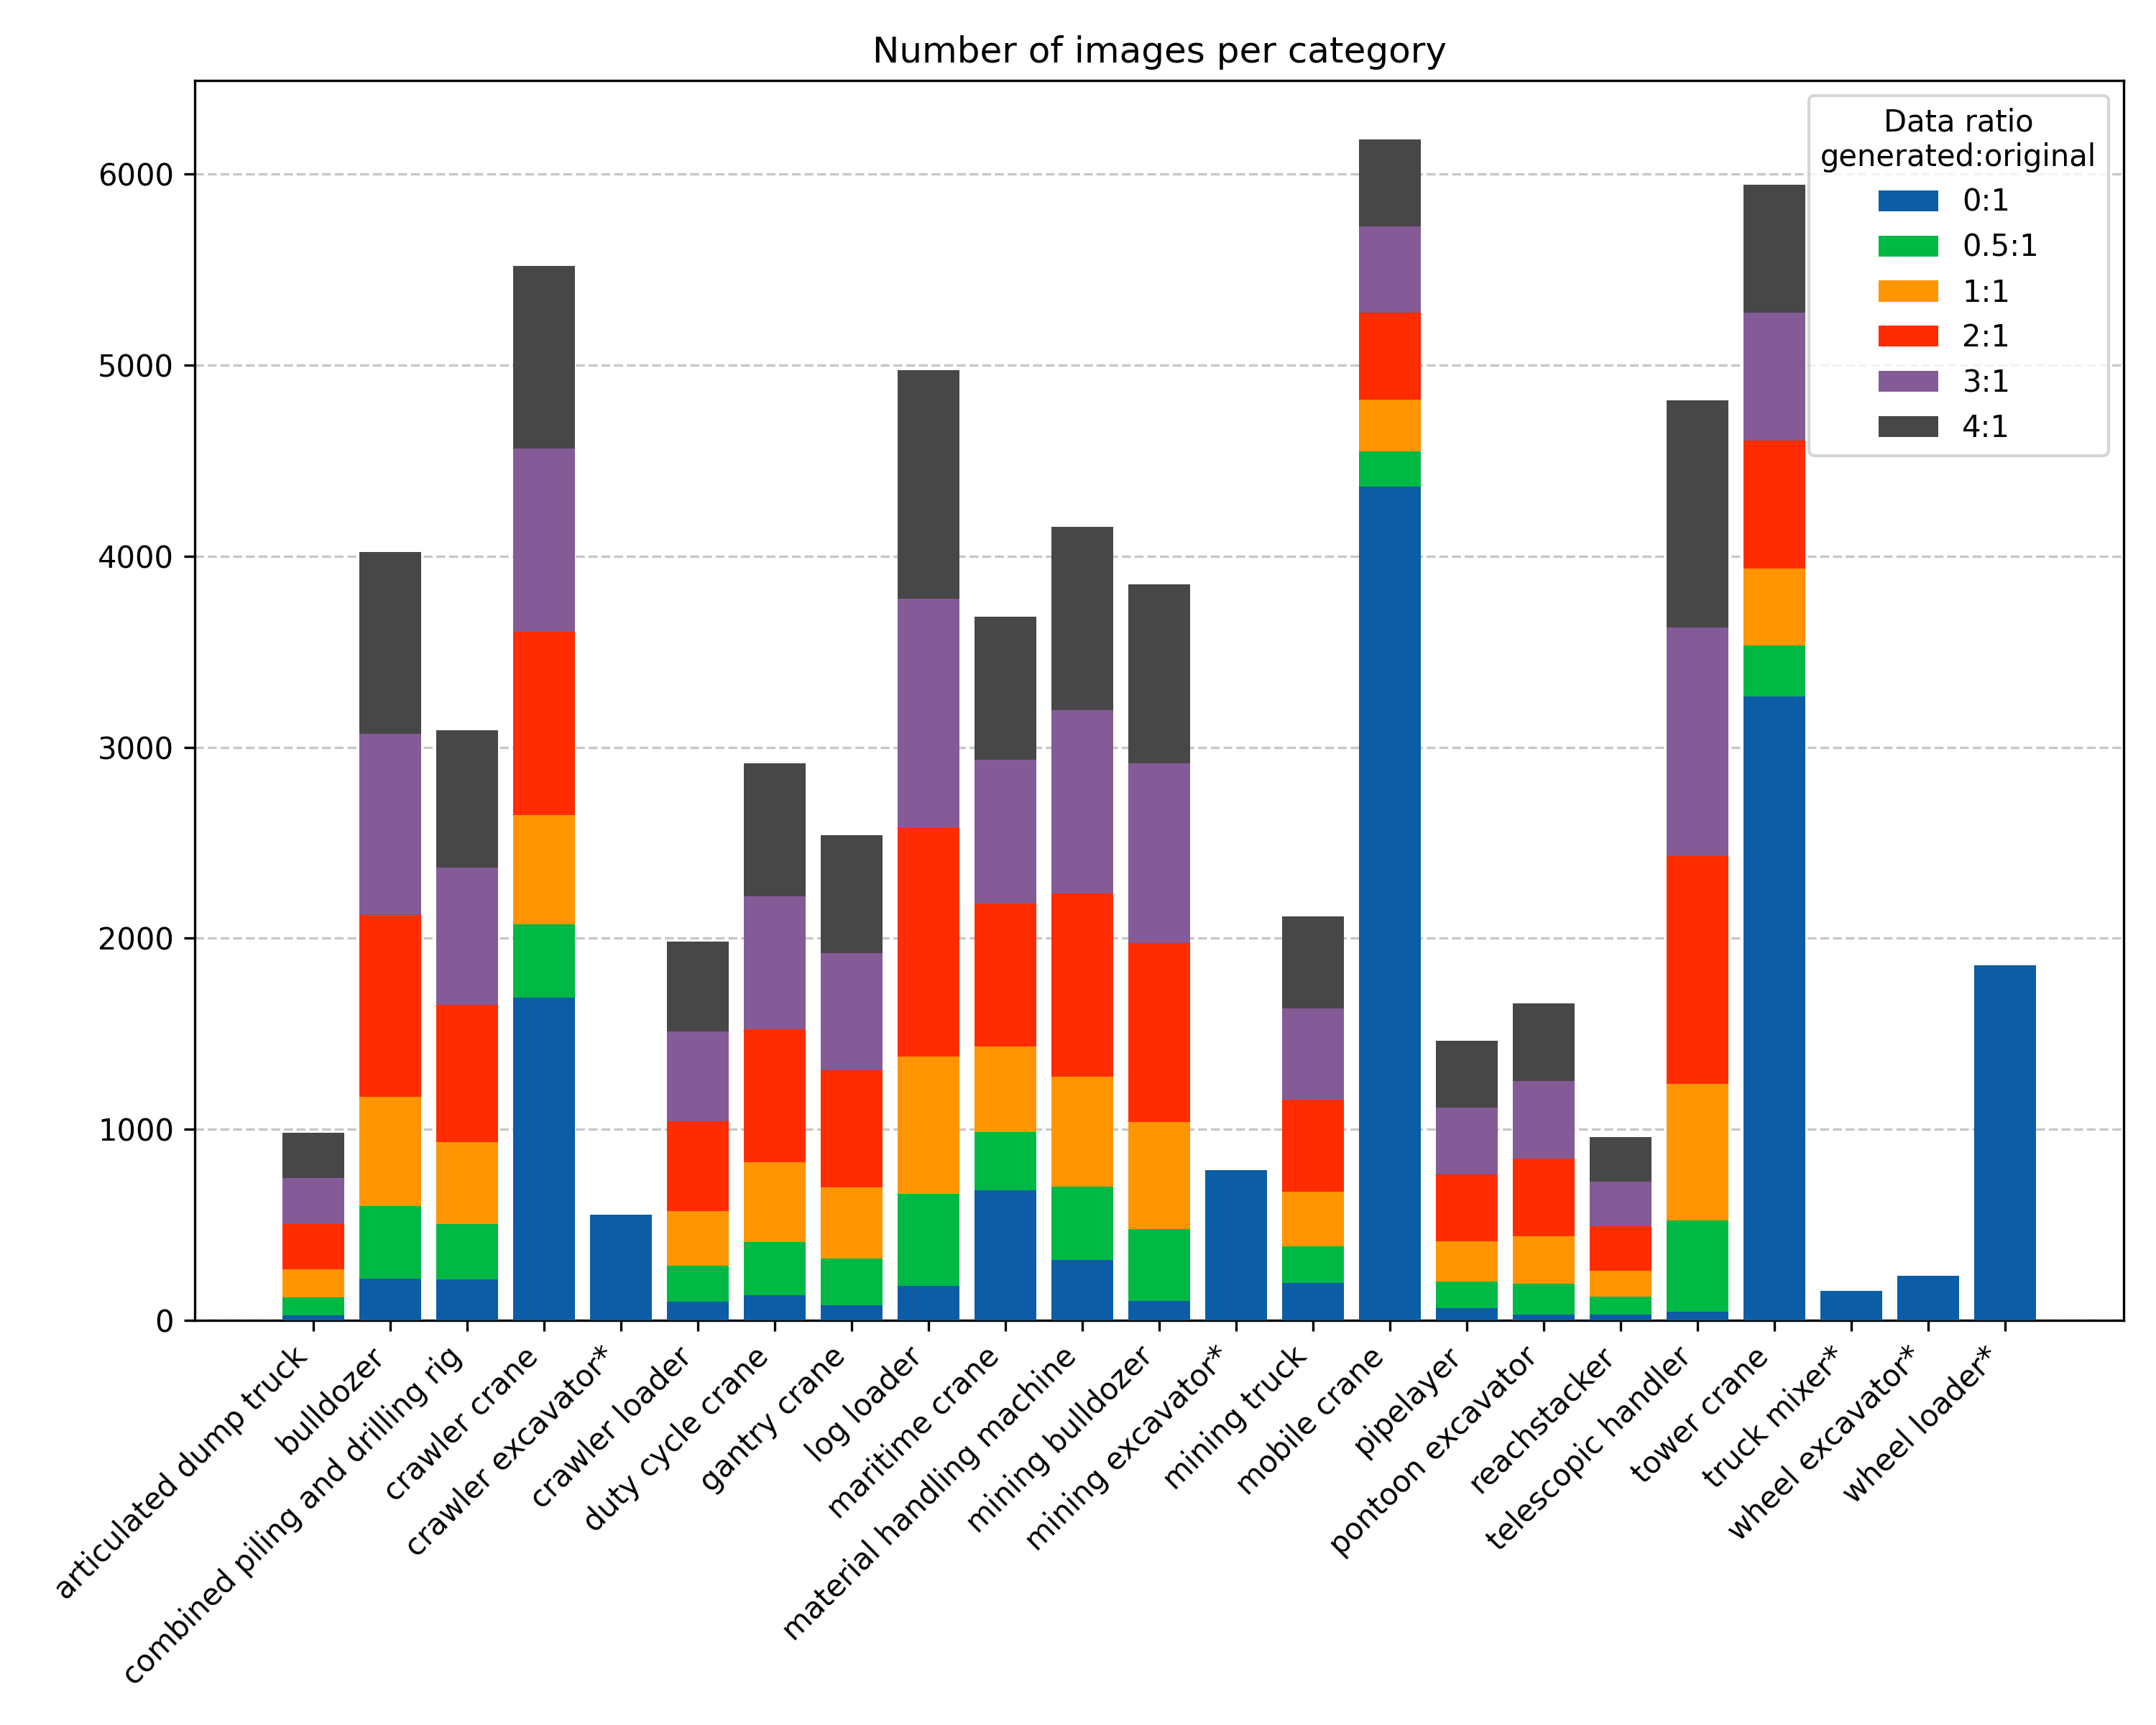 Number of images per category
Data ratio
generated:original
0:1
0.5:1
1:1
2:1
3:1
4:1
6000
5000
4000
3000
2000
1000
0
articulated dump truck
bulldozer
combined piling and drilling rig
crawler crane
crawler excavator*
crawler loader
duty cycle crane
gantry crane
log loader
maritime crane
material handling machine
mining bulldozer
mining excavator*
mining truck
mobile crane
pipelayer
pontoon excavator
reachstacker
telescopic handler
tower crane
truck mixer*
wheel excavator*
wheel loader*